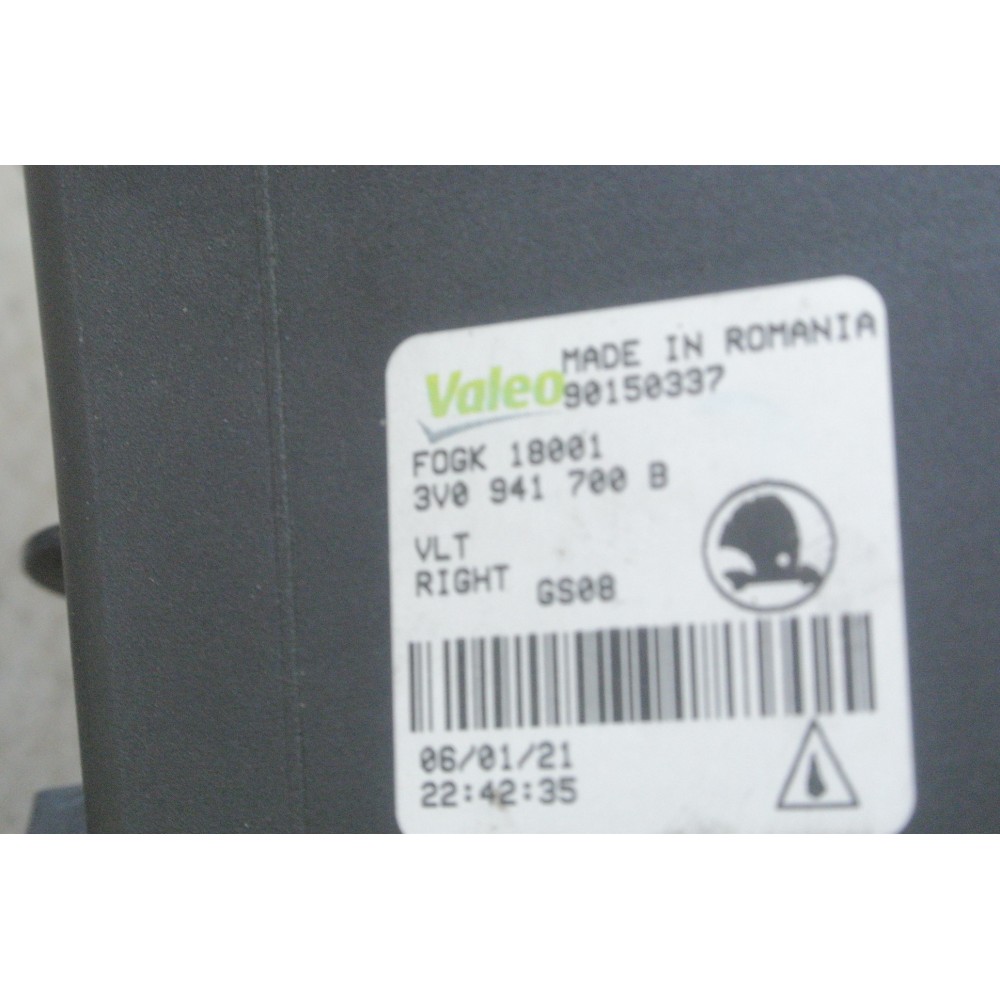 MADE IN ROMANIA
Valeo 90150337
FOGK 18001
3V0 941 700 B
VLT
RIGHT GS08
06/01/21
22:42:35